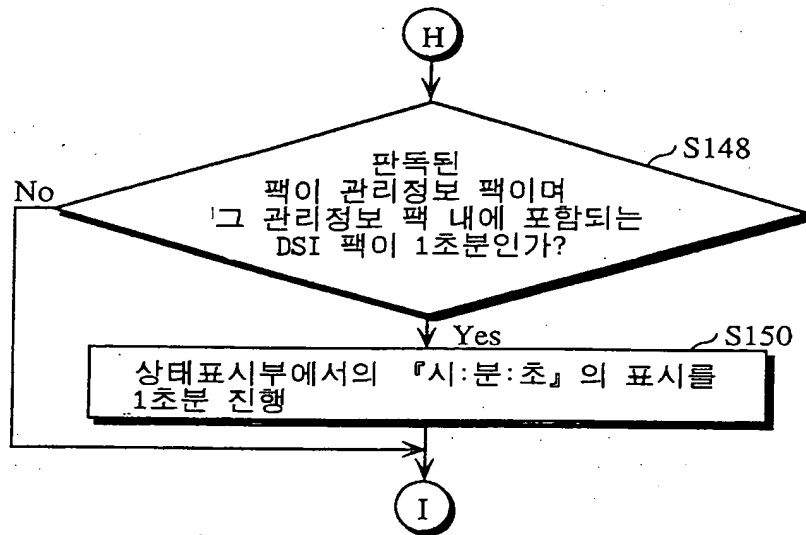 H
S148
판독된
팩이 관리정보 팩이며
그 관리정보 팩 내에 포함되는
DSI 팩이 1초분인가?
No
Yes
S150
상태표시부에서의 『시:분:초』의 표시를
1초분 진행
I